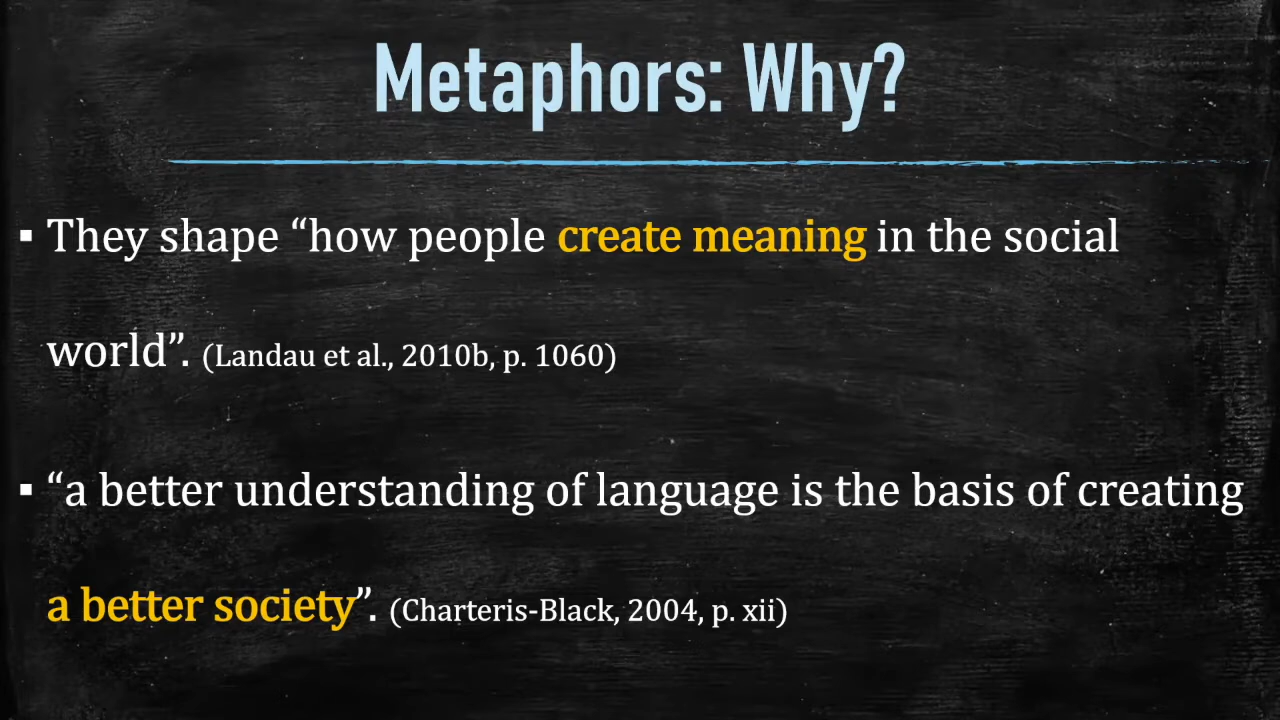 Metaphors: Why?
▪ They shape “how people create meaning in the social
world”. (Landau et al., 2010b, p. 1060)
▪ “a better understanding of language is the basis of creating
a better society”. (Charteris-Black, 2004, p. xii)